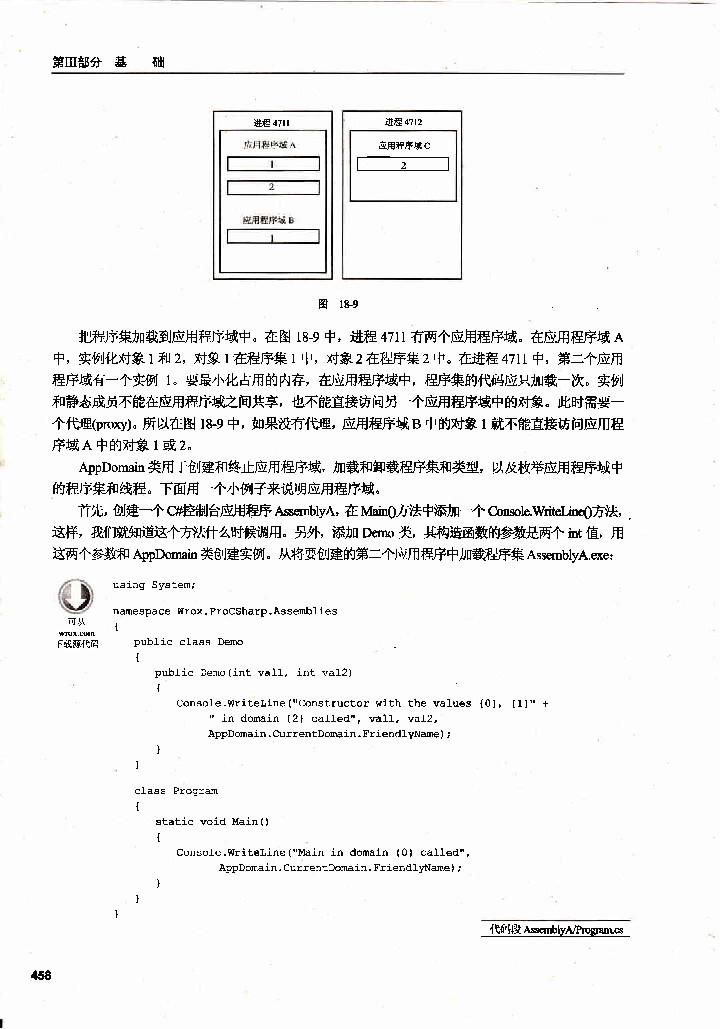 第III部分 基 础
进程 4711
应用程序域 A
1
2
应用程序域 B
1
进程 4712
应用程序域 C
2
图 18-9
把程序集加载到应用程序域中。在图 18-9 中，进程 4711 有两个应用程序域。在应用程序域 A
中，实例化对象 1 和 2，对象 1 在程序集 1 中，对象 2 在程序集 2 中。在进程 4711 中，第二个应用
程序域有一个实例 1。要最小化占用的内存，在应用程序域中，程序集的代码应只加载一次。实例
和静态成员不能在应用程序域之间共享，也不能直接访问另一个应用程序域中的对象。此时需要一
个代理(proxy)。所以在图 18-9 中，如果没有代理，应用程序域 B 中的对象 1 就不能直接访问应用程
序域 A 中的对象 1 或 2。
AppDomain 类用于创建和终止应用程序域，加载和卸载程序集和类型，以及枚举应用程序域中
的程序集和线程。下面用一个小例子来说明应用程序域。
首先，创建一个 C#控制台应用程序 AssemblyA，在 Main()方法中添加一个 Console.WriteLine()方法，
这样，我们就知道这个方法什么时候调用。另外，添加 Demo 类，其构造函数的参数是两个 int 值，用
这两个参数和 AppDomain 类创建实例。从将要创建的第二个应用程序中加载程序集 AssemblyA.exe：
可从
wrox.com
下载源代码
using System;
namespace Wrox.ProCSharp.Assemblies
{
public class Demo
{
public Demo(int val1, int val2)
{
Console.WriteLine("Constructor with the values {0}, {1}" +
" in domain {2} called", val1, val2,
AppDomain.CurrentDomain.FriendlyName);
}
}
class Program
{
static void Main()
{
Console.WriteLine("Main in domain {0} called",
AppDomain.CurrentDomain.FriendlyName);
}
}
}
代码段 AssemblyA/Program.cs
458